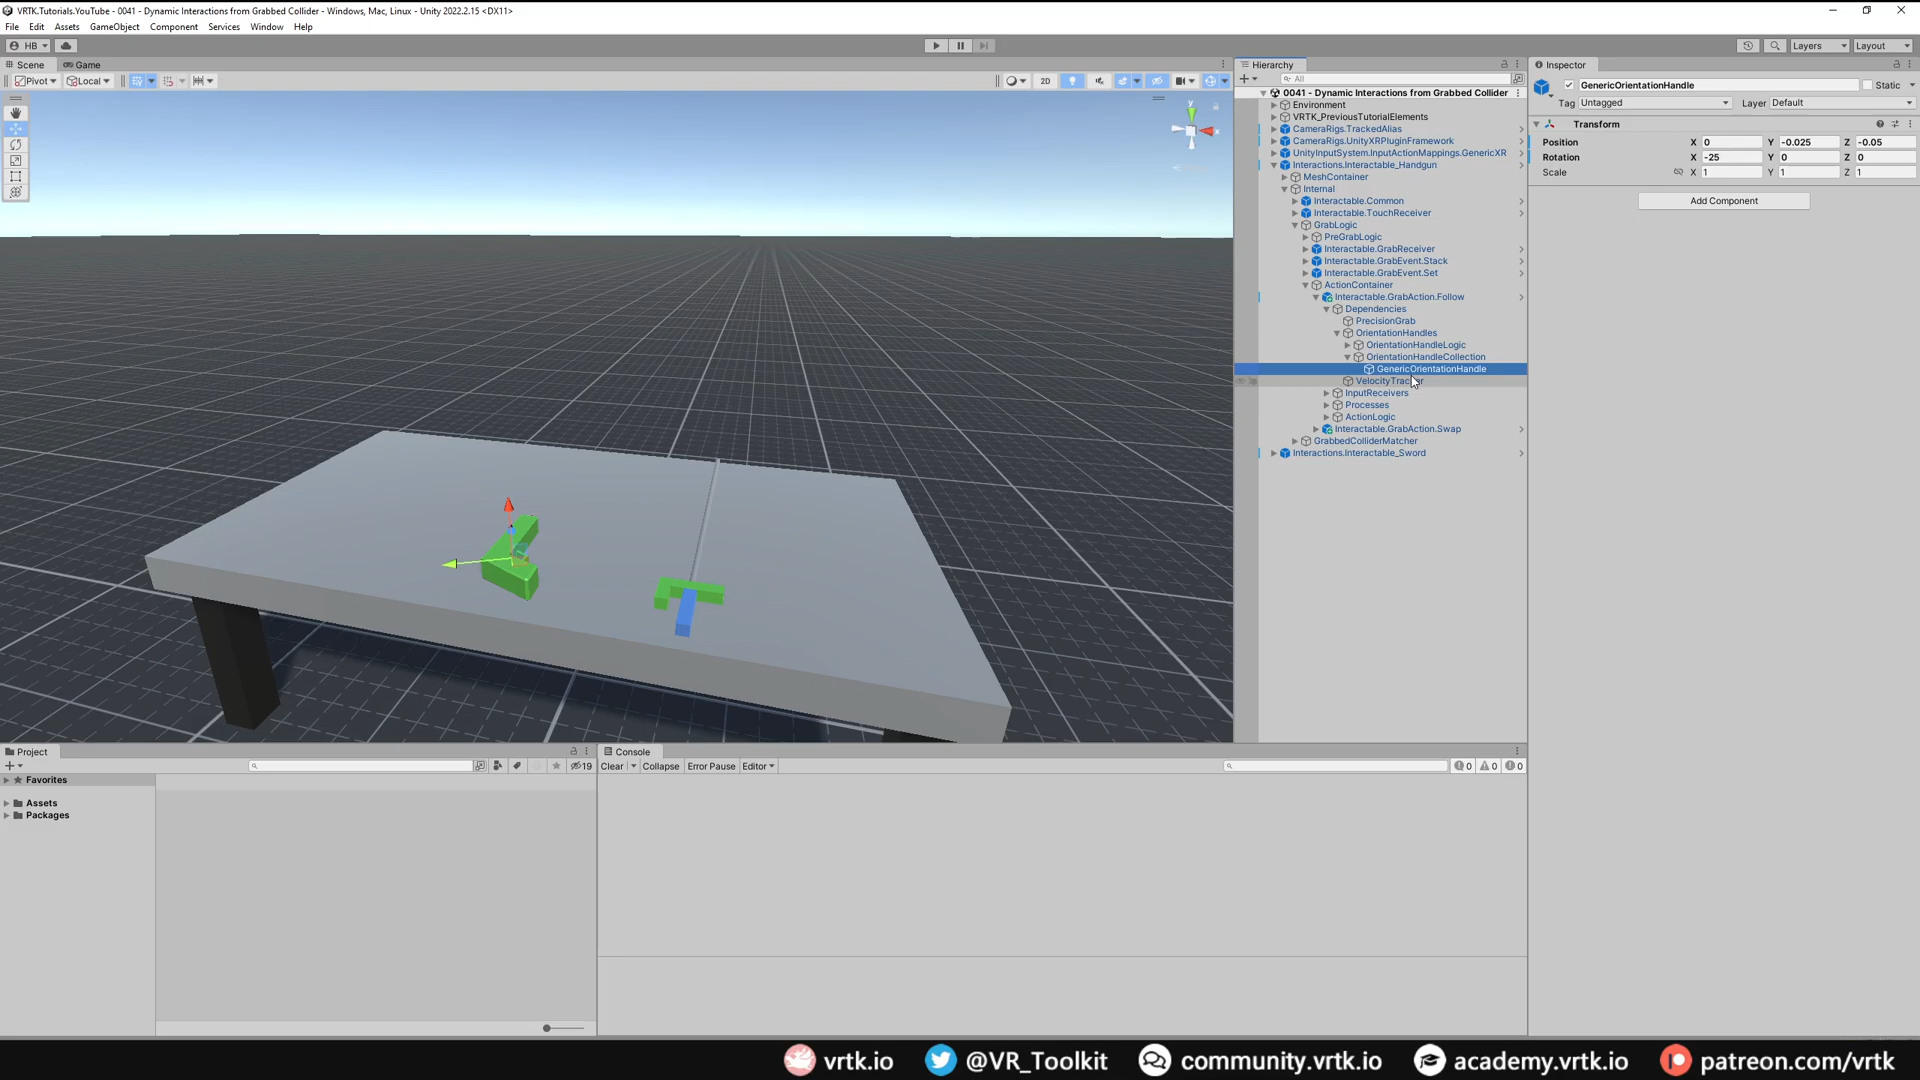 VRTK.Tutorials.YouTube - 0041 - Dynamic Interactions from Grabbed Collider - Windows, Mac, Linux - Unity 2022.2.15 <DX11>
File Edit Assets GameObject Component Services Window Help
HB Layers Layout
Scene Game
Pivot Local 2D
y
x
Hierarchy
All
0041 - Dynamic Interactions from Grabbed Collider
Environment
VRTK_PreviousTutorialElements
CameraRigs.TrackedAlias
CameraRigs.UnityXRPluginFramework
UnityInputSystem.InputActionMappings.GenericXR
Interactions.Interactable_Handgun
MeshContainer
Internal
Interactable.Common
Interactable.TouchReceiver
GrabLogic
PreGrabLogic
Interactable.GrabReceiver
Interactable.GrabEvent.Stack
Interactable.GrabEvent.Set
ActionContainer
Interactable.GrabAction.Follow
Dependencies
PrecisionGrab
OrientationHandles
OrientationHandleLogic
OrientationHandleCollection
GenericOrientationHandle
VelocityTracker
InputReceivers
Processes
ActionLogic
Interactable.GrabAction.Swap
GrabbedColliderMatcher
Interactions.Interactable_Sword
Inspector
GenericOrientationHandle Static
Tag Untagged Layer Default
Transform
Position X 0 Y -0.025 Z -0.05
Rotation X -25 Y 0 Z 0
Scale X 1 Y 1 Z 1
Add Component
Project
19
Favorites
Assets
Packages
Console
Clear Collapse Error Pause Editor 0 0 0
vrtk.io @VR_Toolkit community.vrtk.io academy.vrtk.io patreon.com/vrtk